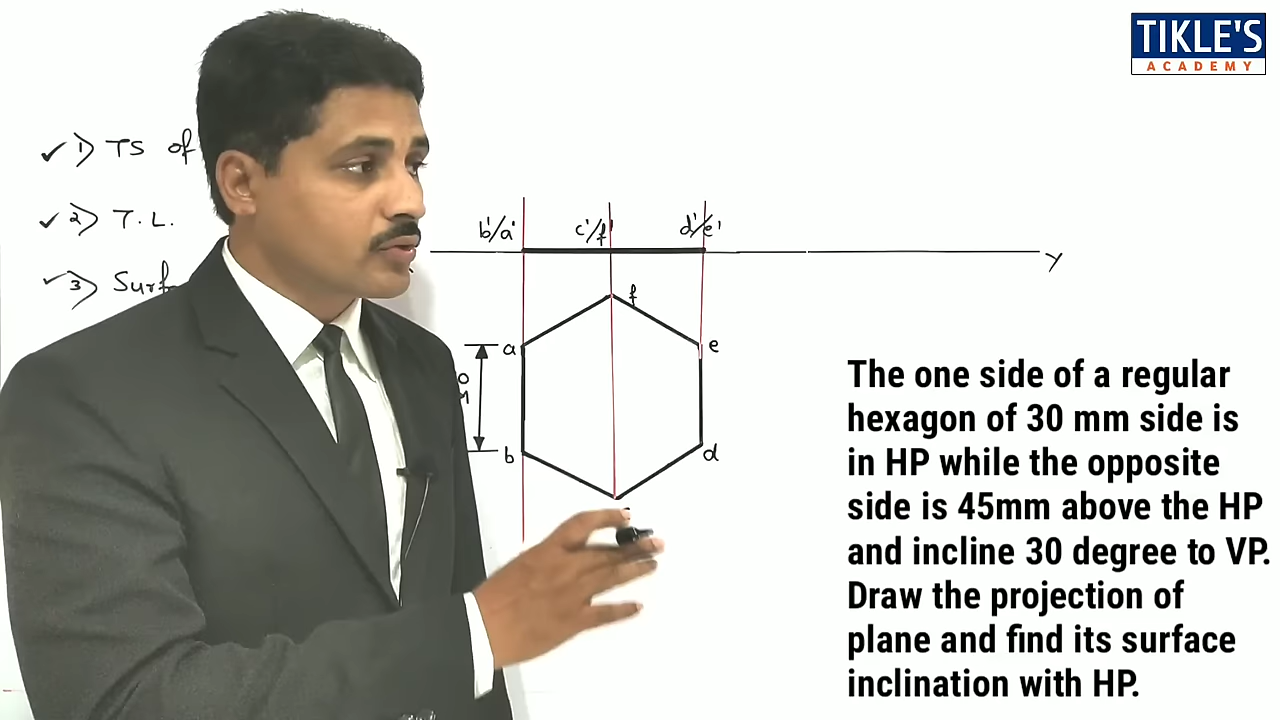 TIKLE'S
ACADEMY
✓ 1) TS of
✓ 2) T.L.
✓ 3) Surf
b'/a' c'/f' d'/e'
Y
f
a e
b d
The one side of a regular
hexagon of 30 mm side is
in HP while the opposite
side is 45mm above the HP
and incline 30 degree to VP.
Draw the projection of
plane and find its surface
inclination with HP.